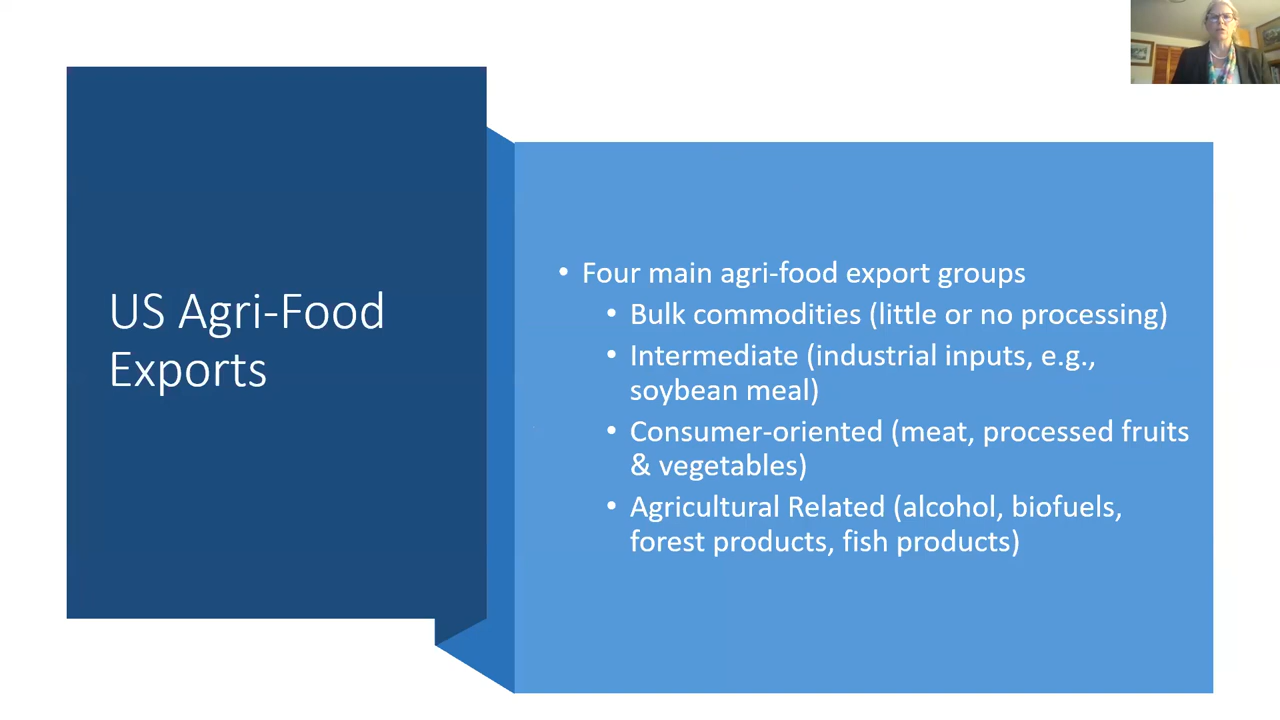 US Agri-Food
Exports
• Four main agri-food export groups
• Bulk commodities (little or no processing)
• Intermediate (industrial inputs, e.g.,
soybean meal)
• Consumer-oriented (meat, processed fruits
& vegetables)
• Agricultural Related (alcohol, biofuels,
forest products, fish products)